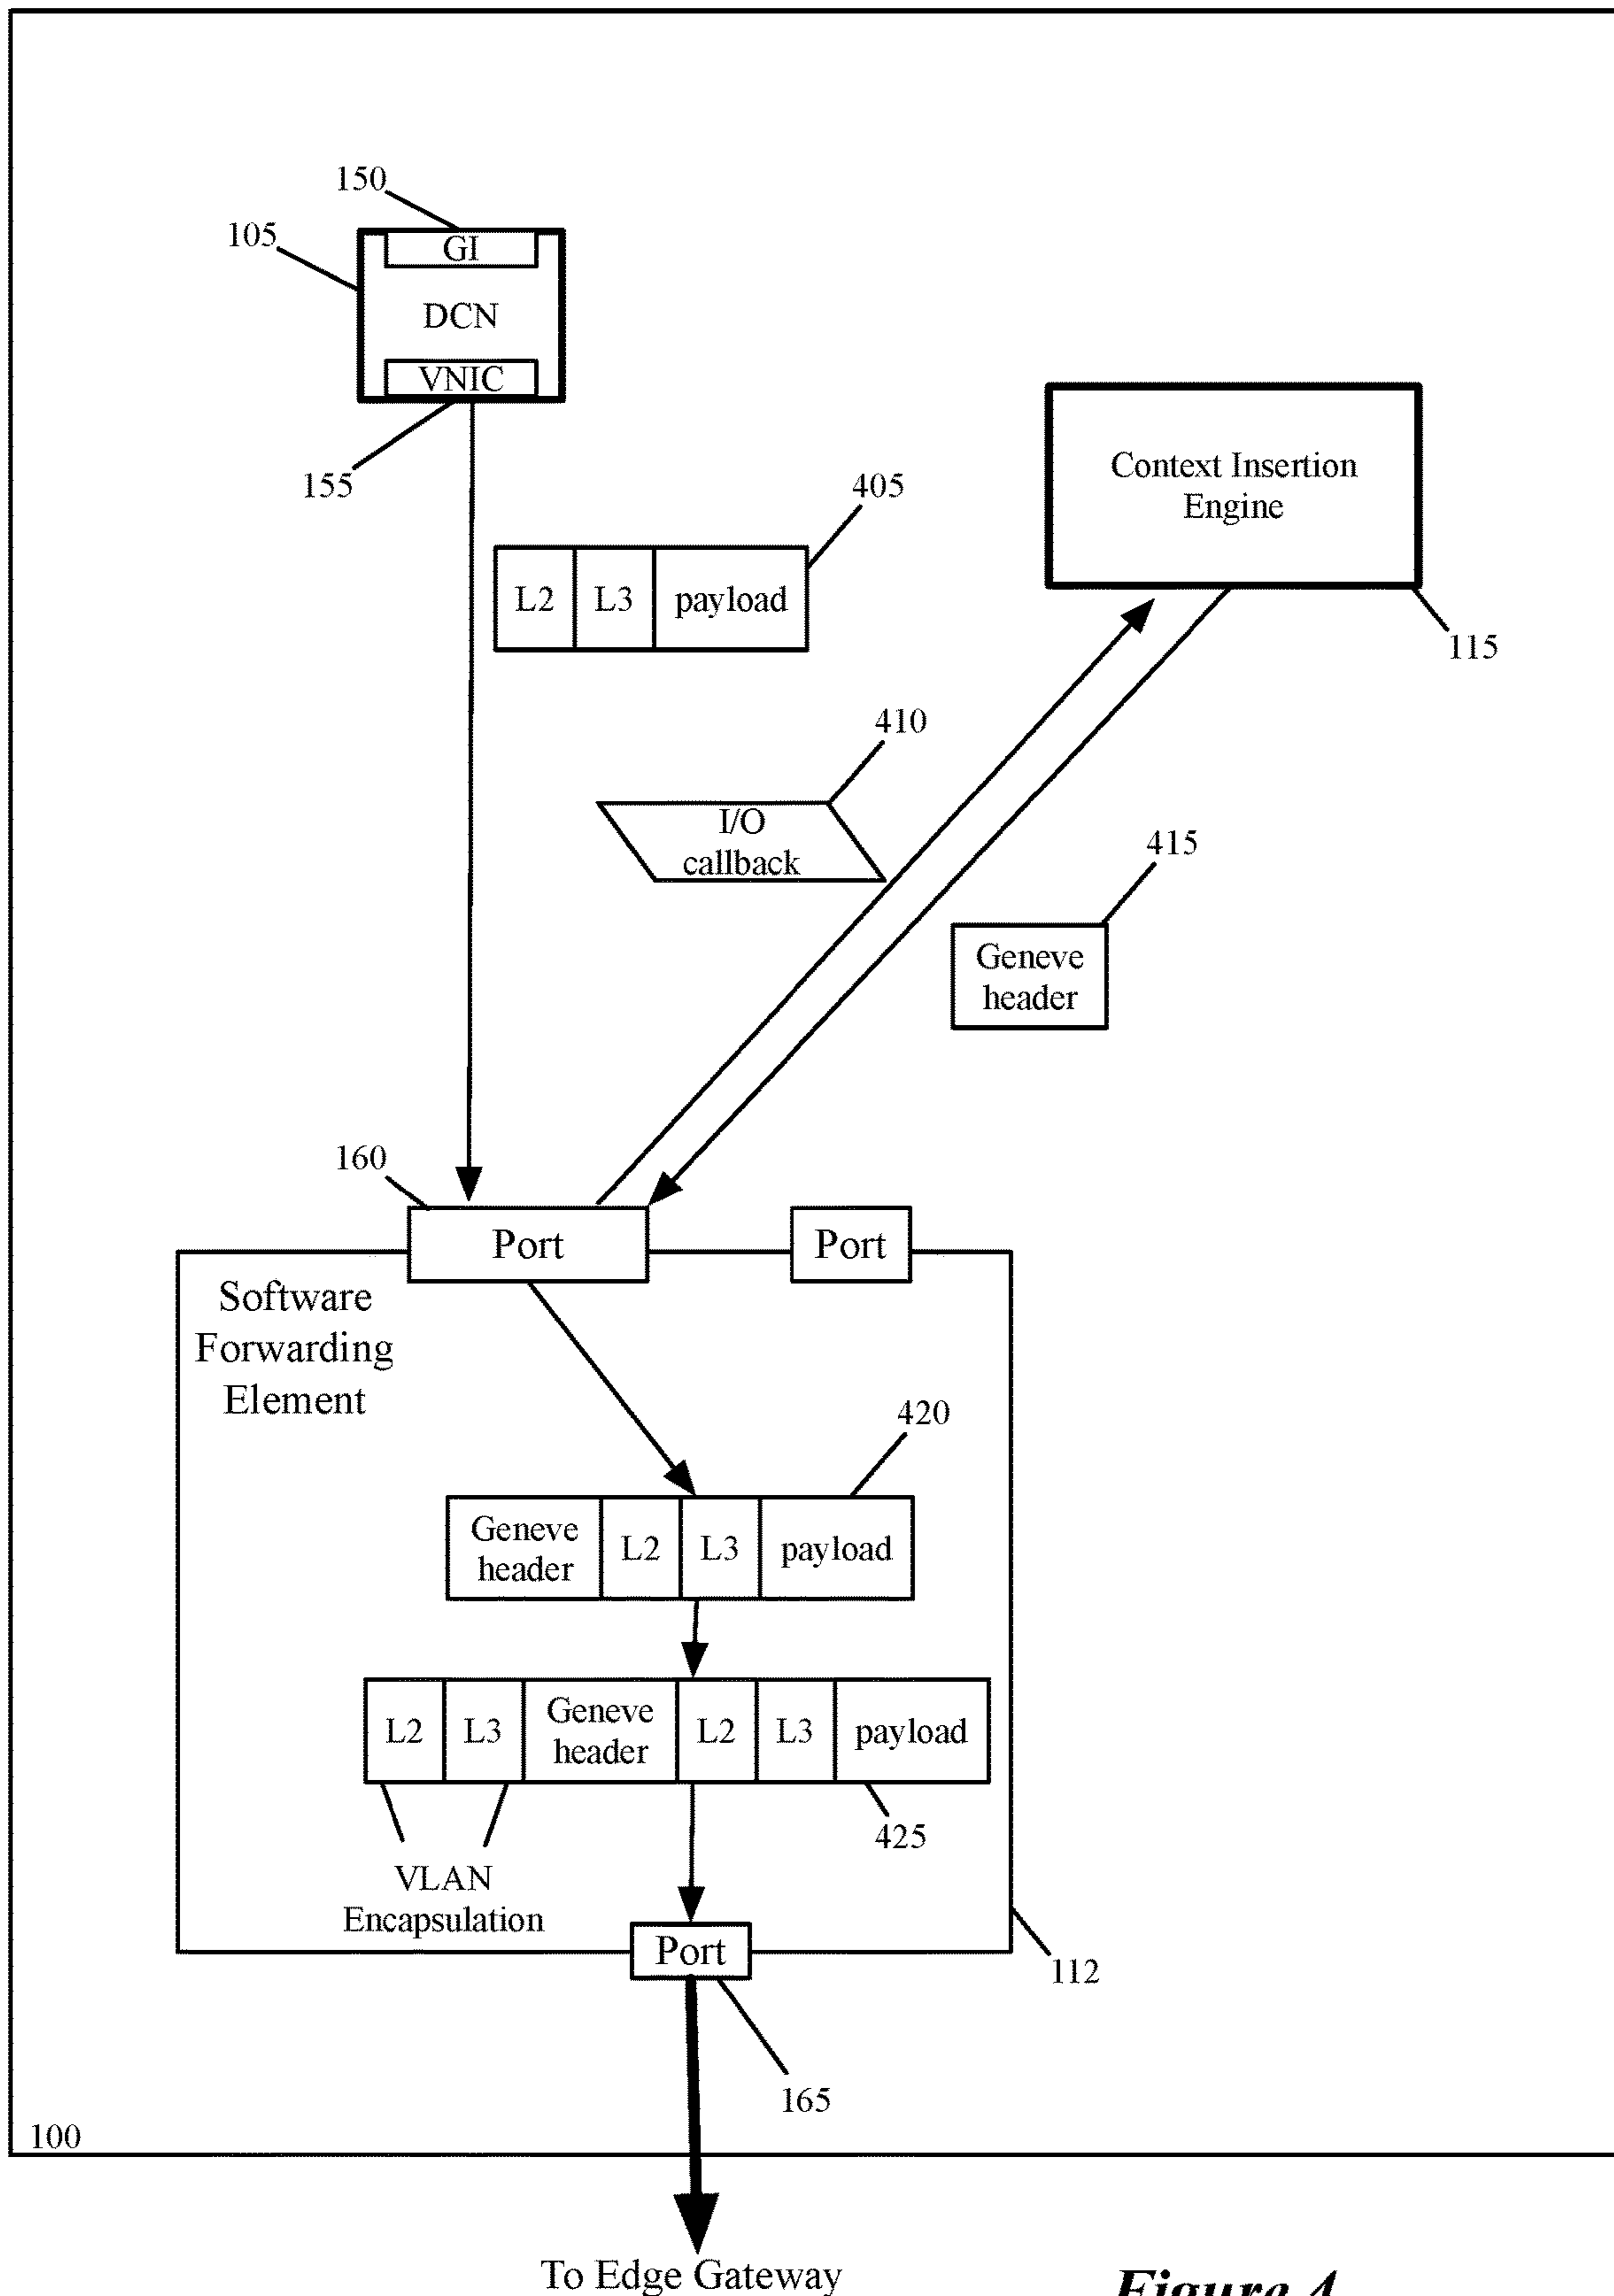 150
105
GI
DCN
VNIC
155
405
L2 L3 payload
Context Insertion
Engine
115
410
I/O
callback
415
Geneve
header
160
Port
Port
Software
Forwarding
Element
420
Geneve
header
L2 L3 payload
L2 L3
Geneve
header
L2 L3 payload
425
VLAN
Encapsulation
Port
112
165
100
To Edge Gateway
Figure 4